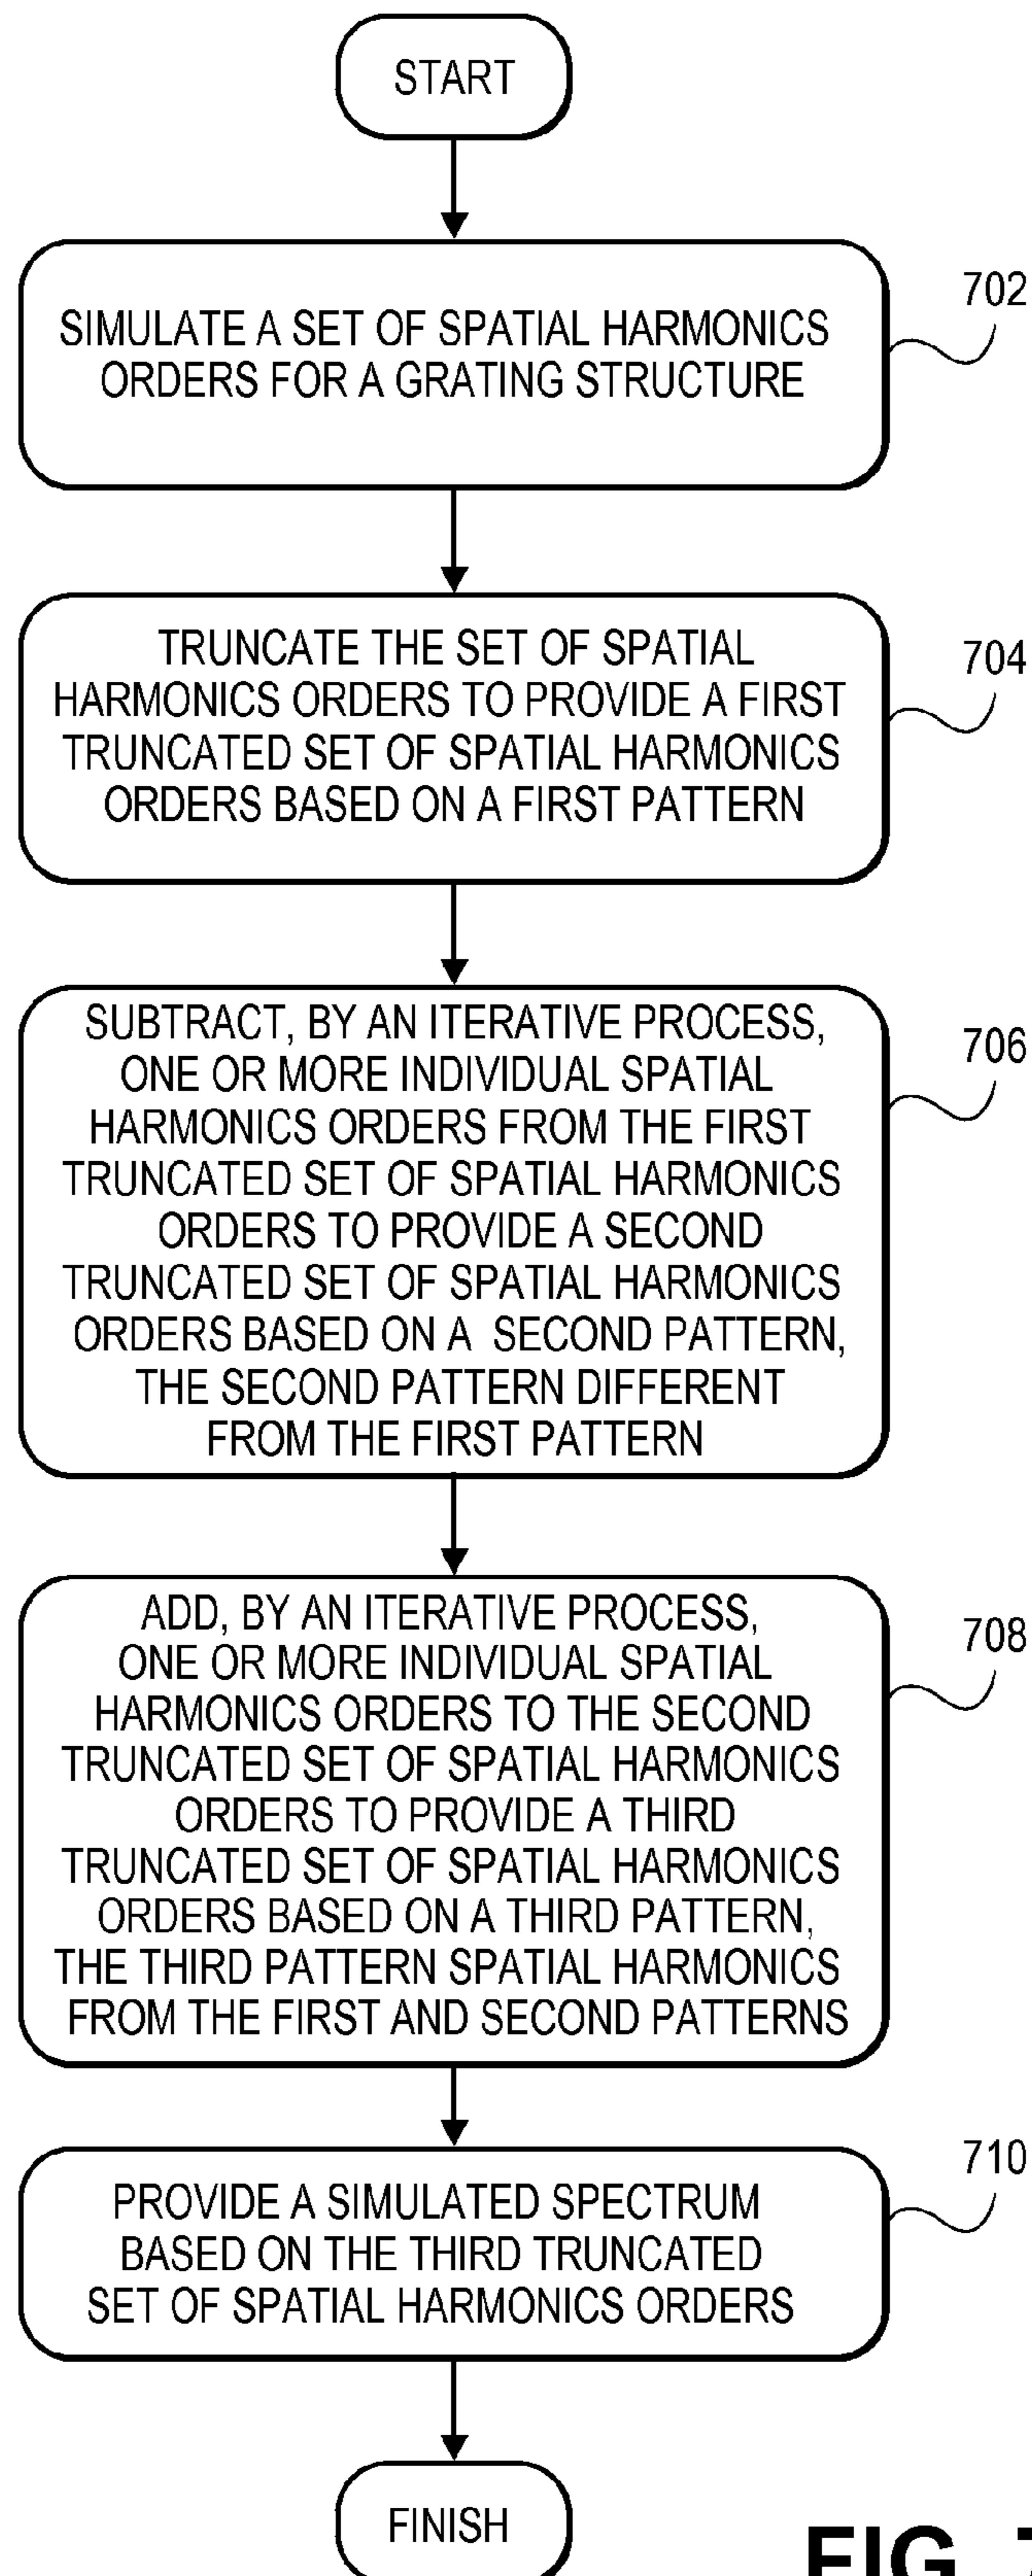 START
SIMULATE A SET OF SPATIAL HARMONICS
ORDERS FOR A GRATING STRUCTURE
702
TRUNCATE THE SET OF SPATIAL
HARMONICS ORDERS TO PROVIDE A FIRST
TRUNCATED SET OF SPATIAL HARMONICS
ORDERS BASED ON A FIRST PATTERN
704
SUBTRACT, BY AN ITERATIVE PROCESS,
ONE OR MORE INDIVIDUAL SPATIAL
HARMONICS ORDERS FROM THE FIRST
TRUNCATED SET OF SPATIAL HARMONICS
ORDERS TO PROVIDE A SECOND
TRUNCATED SET OF SPATIAL HARMONICS
ORDERS BASED ON A SECOND PATTERN,
THE SECOND PATTERN DIFFERENT
FROM THE FIRST PATTERN
706
ADD, BY AN ITERATIVE PROCESS,
ONE OR MORE INDIVIDUAL SPATIAL
HARMONICS ORDERS TO THE SECOND
TRUNCATED SET OF SPATIAL HARMONICS
ORDERS TO PROVIDE A THIRD
TRUNCATED SET OF SPATIAL HARMONICS
ORDERS BASED ON A THIRD PATTERN,
THE THIRD PATTERN SPATIAL HARMONICS
FROM THE FIRST AND SECOND PATTERNS
708
PROVIDE A SIMULATED SPECTRUM
BASED ON THE THIRD TRUNCATED
SET OF SPATIAL HARMONICS ORDERS
710
FINISH
FIG. 7